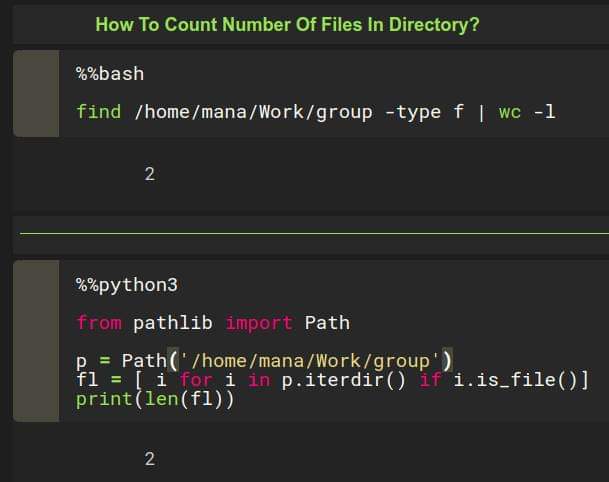 How To Count Number Of Files In Directory?
%%bash
find /home/mana/Work/group -type f | wc -l
2
%%python3
from pathlib import Path
p = Path('/home/mana/Work/group')
fl = [ i for i in p.iterdir() if i.is_file()]
print(len(fl))
2